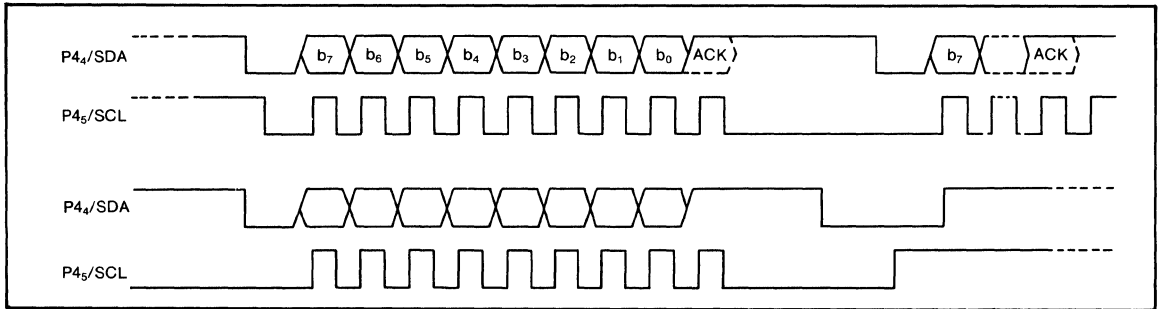 P4₄/SDA b₇ b₆ b₅ b₄ b₃ b₂ b₁ b₀ ACK b₇ ACK
P4₅/SCL
P4₄/SDA
P4₅/SCL